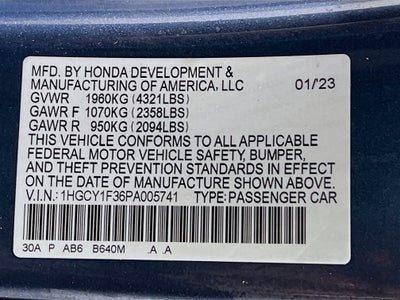 MFD. BY HONDA DEVELOPMENT &
MANUFACTURING OF AMERICA, LLC 01/23
GVWR 1960KG (4321LBS)
GAWR F 1070KG (2358LBS)
GAWR R 950KG (2094LBS)
THIS VEHICLE CONFORMS TO ALL APPLICABLE
FEDERAL MOTOR VEHICLE SAFETY, BUMPER,
AND THEFT PREVENTION STANDARDS IN EFFECT
ON THE DATE OF MANUFACTURE SHOWN ABOVE.
V.I.N.: 1HGCY1F36PA005741 TYPE: PASSENGER CAR
30A P AB6 B640M .A .A